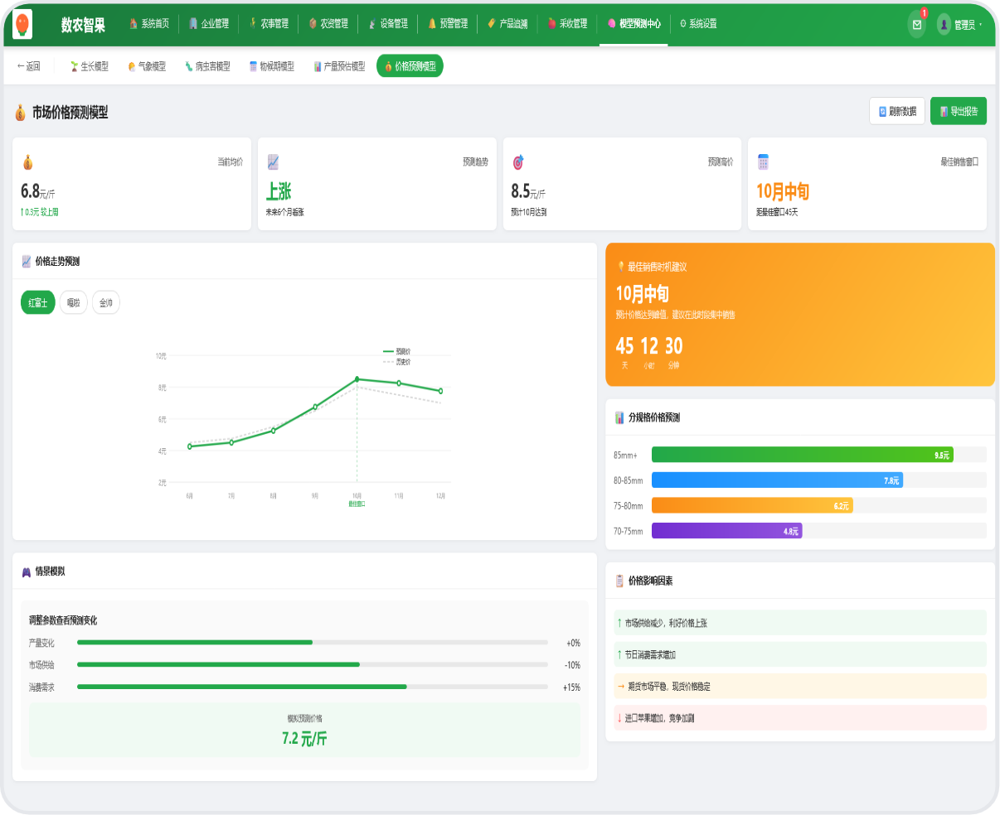 数农智果 系统首页 企业管理 农事管理 农资管理 设备管理 预警管理 产品追溯 采收管理 模型预测中心 系统设置 1 管理员
←返回 生长模型 气象模型 病虫害模型 物候期模型 产量预估模型 价格预测模型
市场价格预测模型 刷新数据 导出报告
当前均价
6.8元/斤
↑ 0.3元 较上周
预测趋势
上涨
未来6个月看涨
预测高价
8.5元/斤
预计10月达到
最佳销售窗口
10月中旬
距最佳窗口45天
价格走势预测
红富士 嘎啦 金帅
预测价
历史价
10元
8元
6元
4元
2元
6月 7月 8月 9月 10月 11月 12月
最佳窗口
最佳销售时机建议
10月中旬
预计价格达到峰值，建议在此时段集中销售
45 12 30
天 小时 分钟
分规格价格预测
85mm+ 9.5元
80-85mm 7.8元
75-80mm 6.2元
70-75mm 4.8元
情景模拟
调整参数查看预测变化
产量变化 +0%
市场供给 -10%
消费需求 +15%
模拟预测价格
7.2 元/斤
价格影响因素
↑ 市场供给减少，利好价格上涨
↑ 节日消费需求增加
→ 期货市场平稳，现货价格稳定
↓ 进口苹果增加，竞争加剧